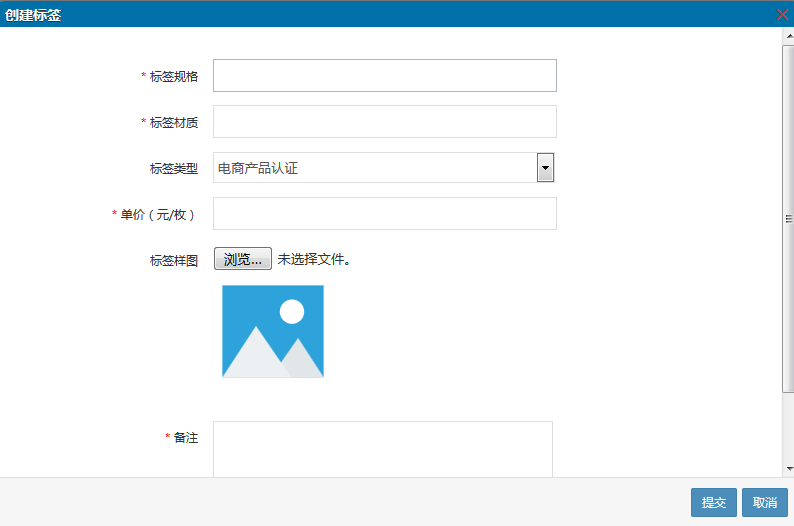 创建标签
* 标签规格
* 标签材质
标签类型 电商产品认证
* 单价（元/枚）
标签样图 浏览... 未选择文件。
* 备注
提交 取消